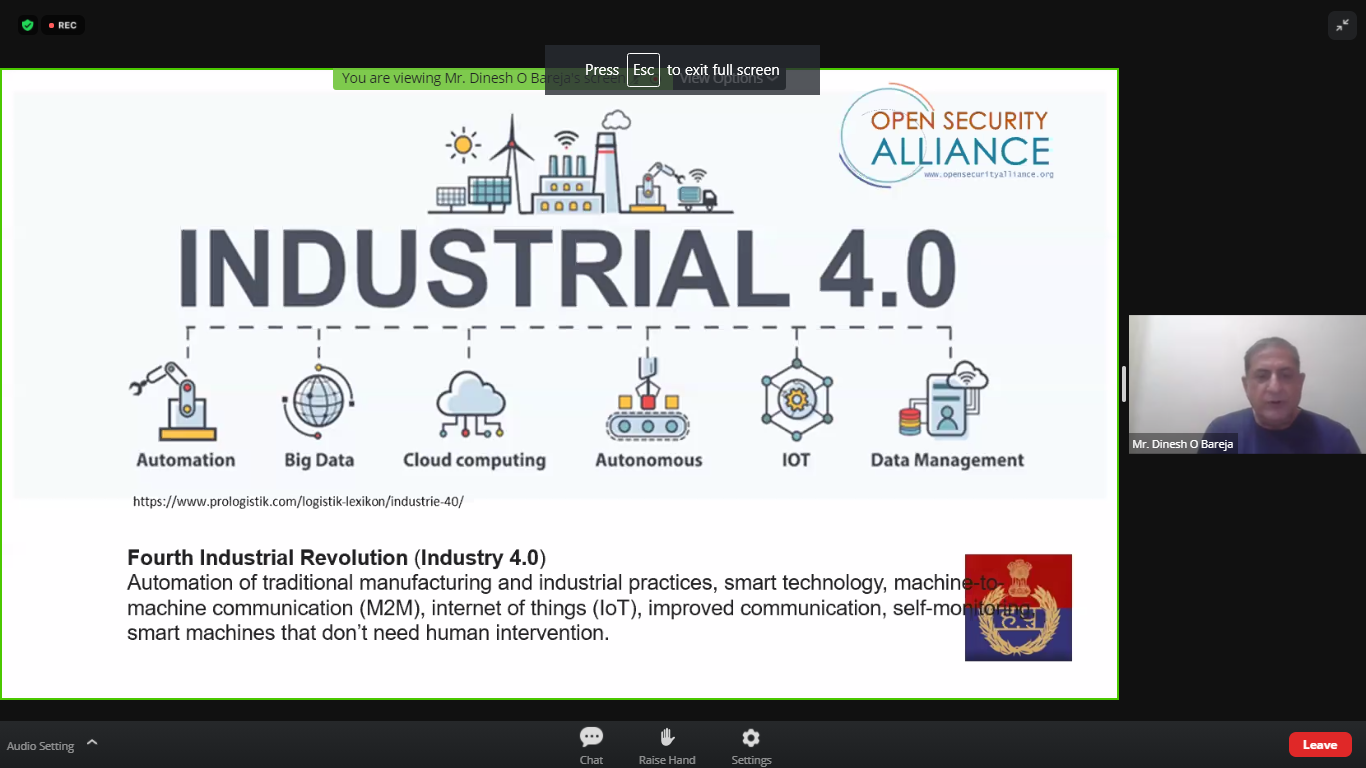 REC
Press Esc to exit full screen
You are viewing Mr. Dinesh O Bareja's screen
View Options
OPEN SECURITY
ALLIANCE
www.opensecurityalliance.org
INDUSTRIAL 4.0
Automation Big Data Cloud computing Autonomous IOT Data Management
https://www.prologistik.com/logistik-lexikon/industrie-40/
Mr. Dinesh O Bareja
Fourth Industrial Revolution (Industry 4.0)
Automation of traditional manufacturing and industrial practices, smart technology, machine-to-
machine communication (M2M), internet of things (IoT), improved communication, self-monitoring
smart machines that don’t need human intervention.
Audio Setting Chat Raise Hand Settings Leave